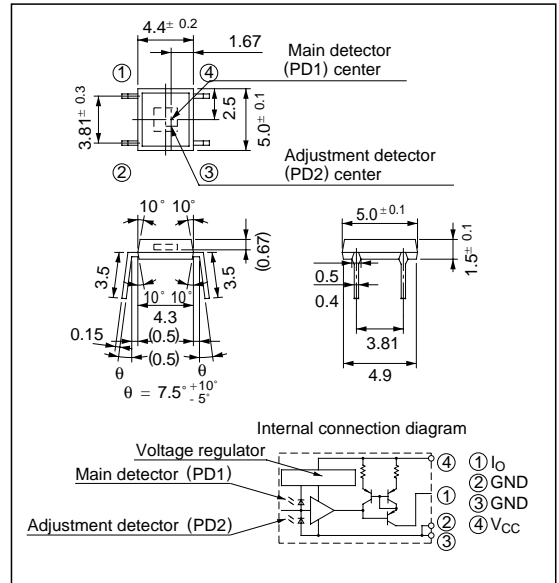 4.4± 0.2
1.67
Main detector
(PD1) center
① ④
3.81± 0.3
2.5
5.0± 0.1
② ③
Adjustment detector
(PD2) center
10° 10°
(0.67)
3.5
3.5
10° 10°
4.3
0.15
(0.5)
(0.5)
θ θ
θ = 7.5° +10° - 5°
5.0±0.1
1.5± 0.1
0.5
0.4
3.81
4.9
Internal connection diagram
Voltage regulator
Main detector (PD1)
Adjustment detector (PD2)
④
①
②
③
① IO
② GND
③ GND
④ VCC